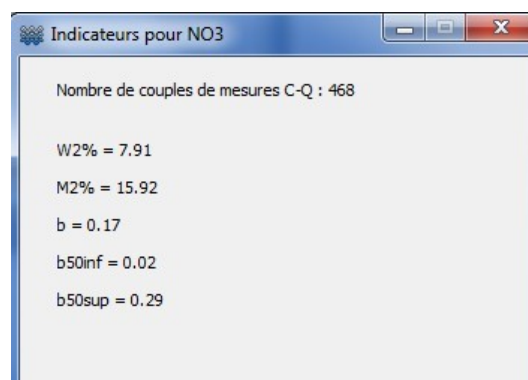 Indicateurs pour NO3
Nombre de couples de mesures C-Q : 468
W2% = 7.91
M2% = 15.92
b = 0.17
b50inf = 0.02
b50sup = 0.29